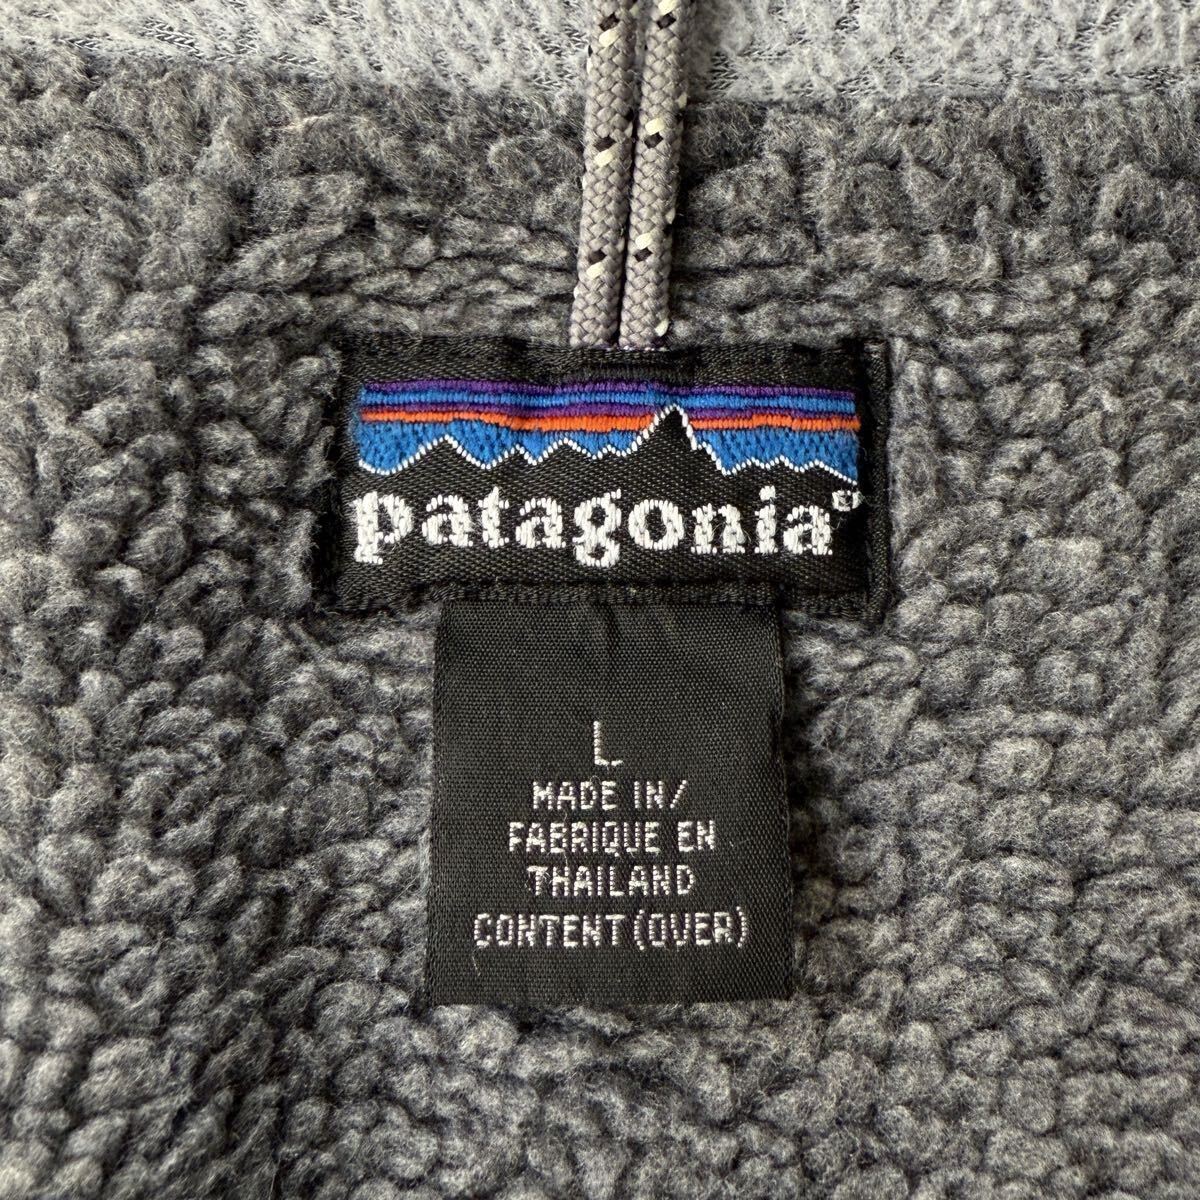 patagonia®
L
MADE IN/
FABRIQUE EN
THAILAND
CONTENT (OVER)